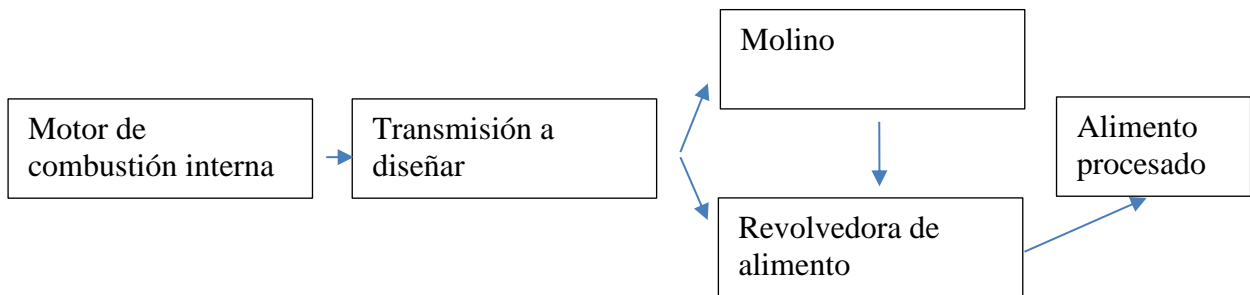 Motor de
combustión interna
Transmisión a
diseñar
Molino
Revolvedora de
alimento
Alimento
procesado